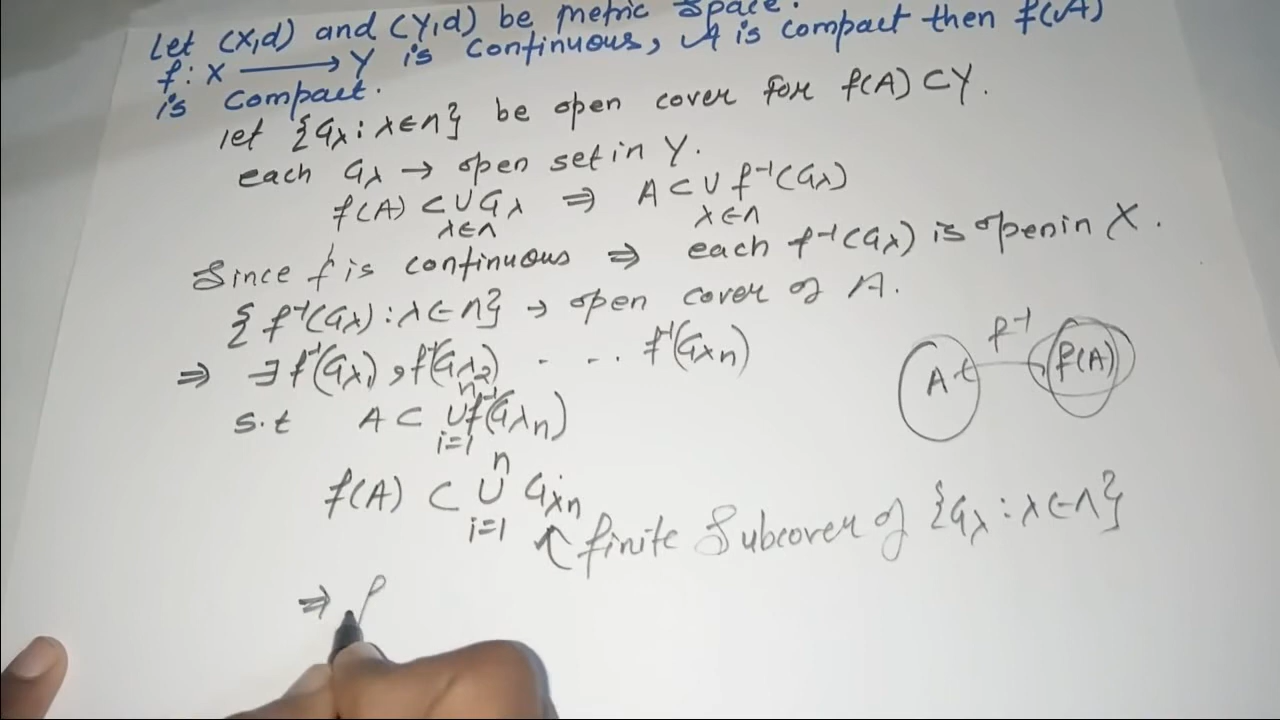 Let (X,d) and (Y,d) be metric space.
f: X ⟶ Y is continuous, A is compact then f(A)
is compact.
let {Gλ : λ∈Λ} be open cover for f(A) ⊂ Y.
each Gλ → open set in Y.
f(A) ⊂ ∪ Gλ ⇒ A ⊂ ∪ f⁻¹(Gλ)
λ∈Λ λ∈Λ
Since f is continuous ⇒ each f⁻¹(Gλ) is open in X.
{f⁻¹(Gλ) : λ∈Λ} → open cover of A.
⇒ ∃ f⁻¹(Gλ₁), f⁻¹(Gλ₂) - - .. f⁻¹(Gλn)
s.t A ⊂ ∪ⁿᵢ₌₁ f⁻¹(Gλn)
A f⁻¹ f(A)
f(A) ⊂ ∪ⁿᵢ₌₁ Gλn
finite Subcover of {Gλ : λ∈Λ}
⇒